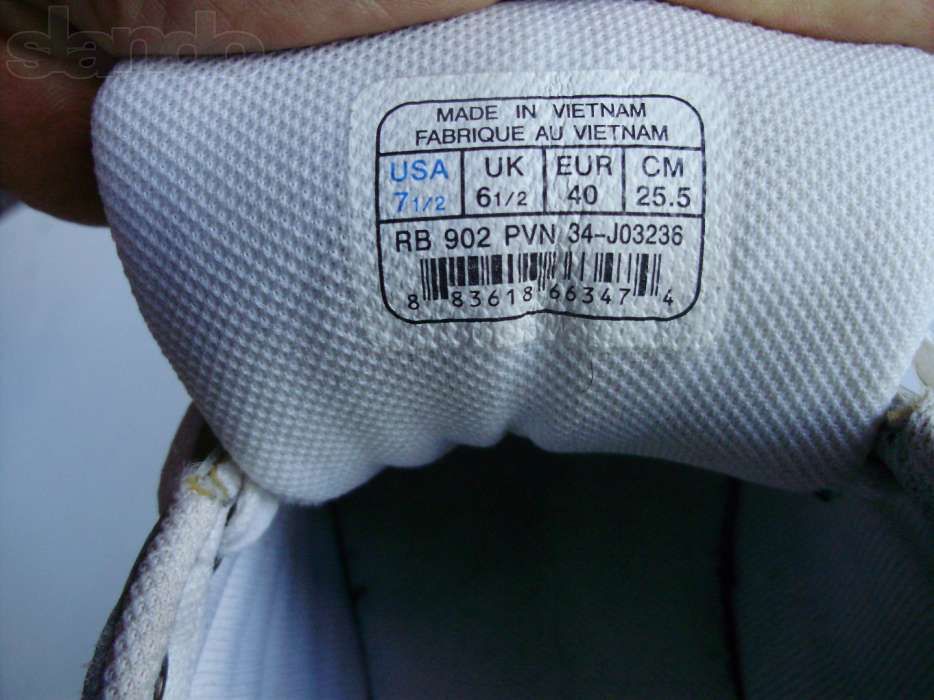 slando
MADE IN VIETNAM
FABRIQUE AU VIETNAM
USA UK EUR CM
7 1/2 6 1/2 40 25.5
RB 902 PVN 34-J03236
8 83618 66347 4